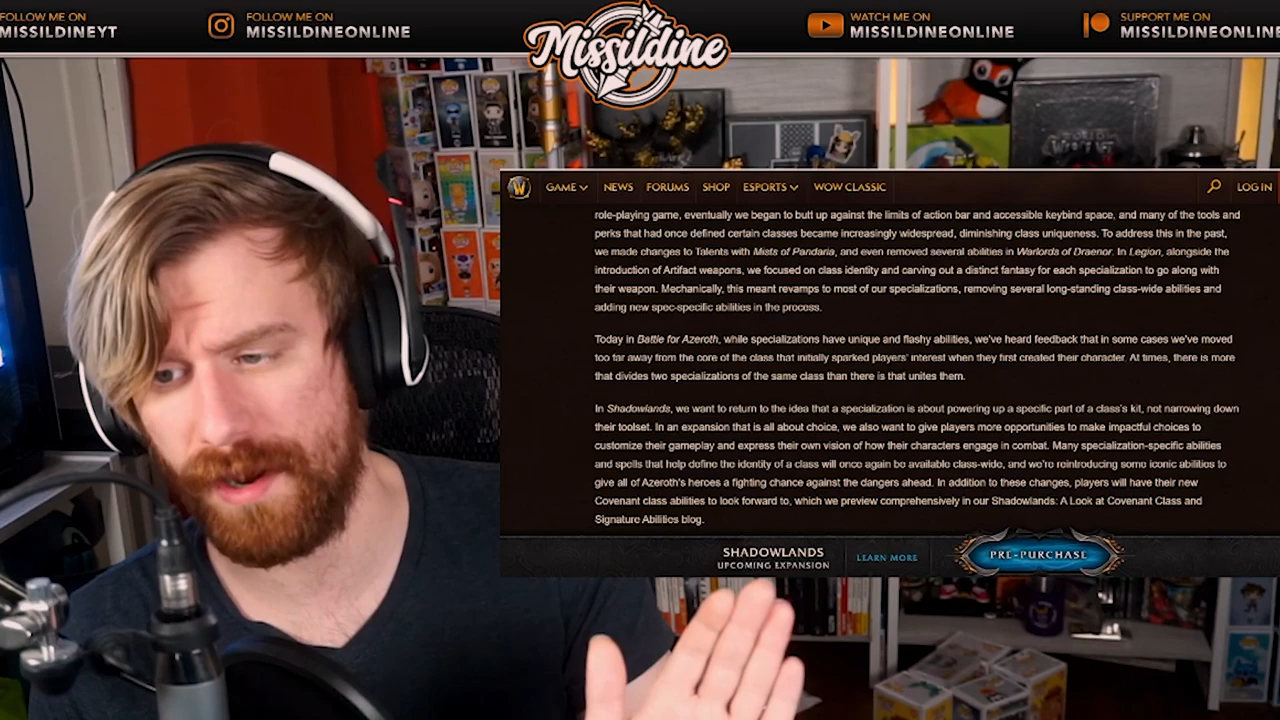 FOLLOW ME ON
MISSILDINEYT
FOLLOW ME ON
MISSILDINEONLINE
Missildine
WATCH ME ON
MISSILDINEONLINE
SUPPORT ME ON
MISSILDINEONLINE
GAME NEWS FORUMS SHOP ESPORTS WOW CLASSIC LOG IN
role-playing game, eventually we began to butt up against the limits of action bar and accessible keybind space, and many of the tools and
perks that had once defined certain classes became increasingly widespread, diminishing class uniqueness. To address this in the past,
we made changes to Talents with Mists of Pandaria, and even removed several abilities in Warlords of Draenor. In Legion, alongside the
introduction of Artifact weapons, we focused on class identity and carving out a distinct fantasy for each specialization to go along with
their weapon. Mechanically, this meant revamps to most of our specializations, removing several long-standing class-wide abilities and
adding new spec-specific abilities in the process.
Today in Battle for Azeroth, while specializations have unique and flashy abilities, we've heard feedback that in some cases we've moved
too far away from the core of the class that initially sparked players' interest when they first created their character. At times, there is more
that divides two specializations of the same class than there is that unites them.
In Shadowlands, we want to return to the idea that a specialization is about powering up a specific part of a class's kit, not narrowing down
their toolset. In an expansion that is all about choice, we also want to give players more opportunities to make impactful choices to
customize their gameplay and express their own vision of how their characters engage in combat. Many specialization-specific abilities
and spells that help define the identity of a class will once again be available class-wide, and we're reintroducing some iconic abilities to
give all of Azeroth's heroes a fighting chance against the dangers ahead. In addition to these changes, players will have their new
Covenant class abilities to look forward to, which we preview comprehensively in our Shadowlands: A Look at Covenant Class and
Signature Abilities blog.
SHADOWLANDS
UPCOMING EXPANSION
LEARN MORE
PRE-PURCHASE